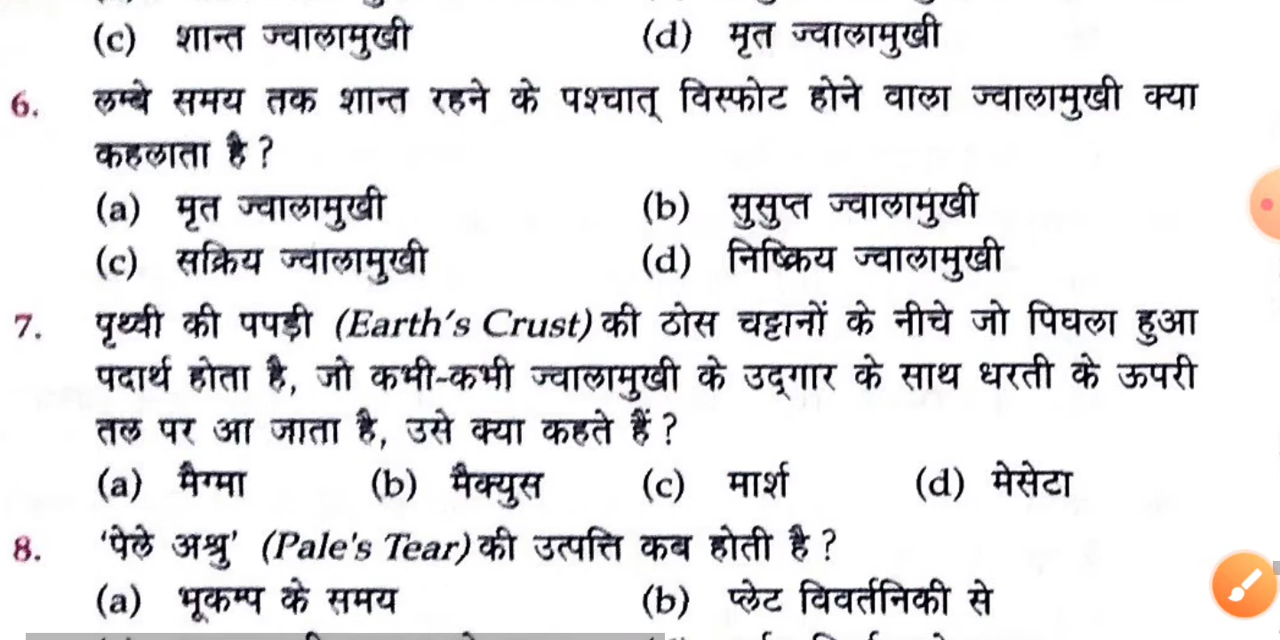 (c) शान्त ज्वालामुखी (d) मृत ज्वालामुखी
6. लम्बे समय तक शान्त रहने के पश्चात् विस्फोट होने वाला ज्वालामुखी क्या
कहलाता है ?
(a) मृत ज्वालामुखी (b) सुसुप्त ज्वालामुखी
(c) सक्रिय ज्वालामुखी (d) निष्क्रिय ज्वालामुखी
7. पृथ्वी की पपड़ी (Earth's Crust) की ठोस चट्टानों के नीचे जो पिघला हुआ
पदार्थ होता है, जो कभी-कभी ज्वालामुखी के उद्‌गार के साथ धरती के ऊपरी
तल पर आ जाता है, उसे क्या कहते हैं ?
(a) मैग्मा (b) मैक्युस (c) मार्श (d) मेसेटा
8. 'पेले अश्रु' (Pale's Tear) की उत्पत्ति कब होती है ?
(a) भूकम्प के समय (b) प्लेट विवर्तनिकी से